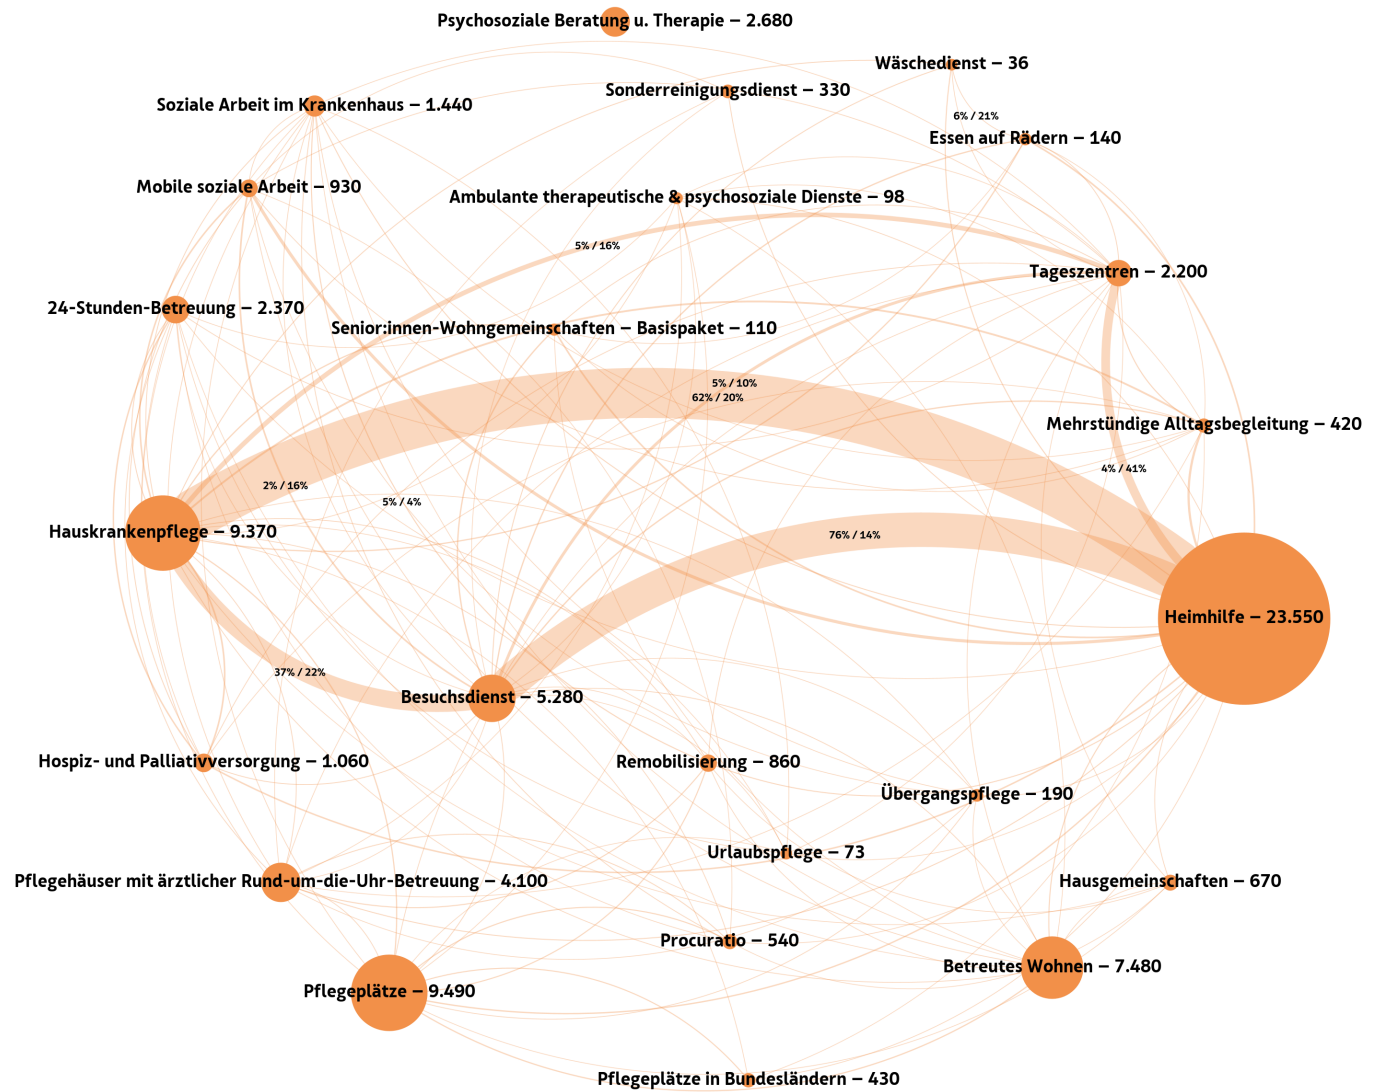 Psychosoziale Beratung u. Therapie – 2.680
Wäschedienst – 36
Sonderreinigungsdienst – 330
Soziale Arbeit im Krankenhaus – 1.440
6% / 21%
Essen auf Rädern – 140
Mobile soziale Arbeit – 930
Ambulante therapeutische & psychosoziale Dienste – 98
5% / 16%
Tageszentren – 2.200
24-Stunden-Betreuung – 2.370
Senior:innen-Wohngemeinschaften – Basispaket – 110
5% / 10%
62% / 20%
Mehrstündige Alltagsbegleitung – 420
4% / 41%
2% / 16%
5% / 4%
Hauskrankenpflege – 9.370
76% / 14%
Heimhilfe – 23.550
37% / 22%
Besuchsdienst – 5.280
Hospiz- und Palliativversorgung – 1.060
Remobilisierung – 860
Übergangspflege – 190
Urlaubspflege – 73
Pflegehäuser mit ärztlicher Rund-um-die-Uhr-Betreuung – 4.100
Hausgemeinschaften – 670
Procuratio – 540
Betreutes Wohnen – 7.480
Pflegeplätze – 9.490
Pflegeplätze in Bundesländern – 430